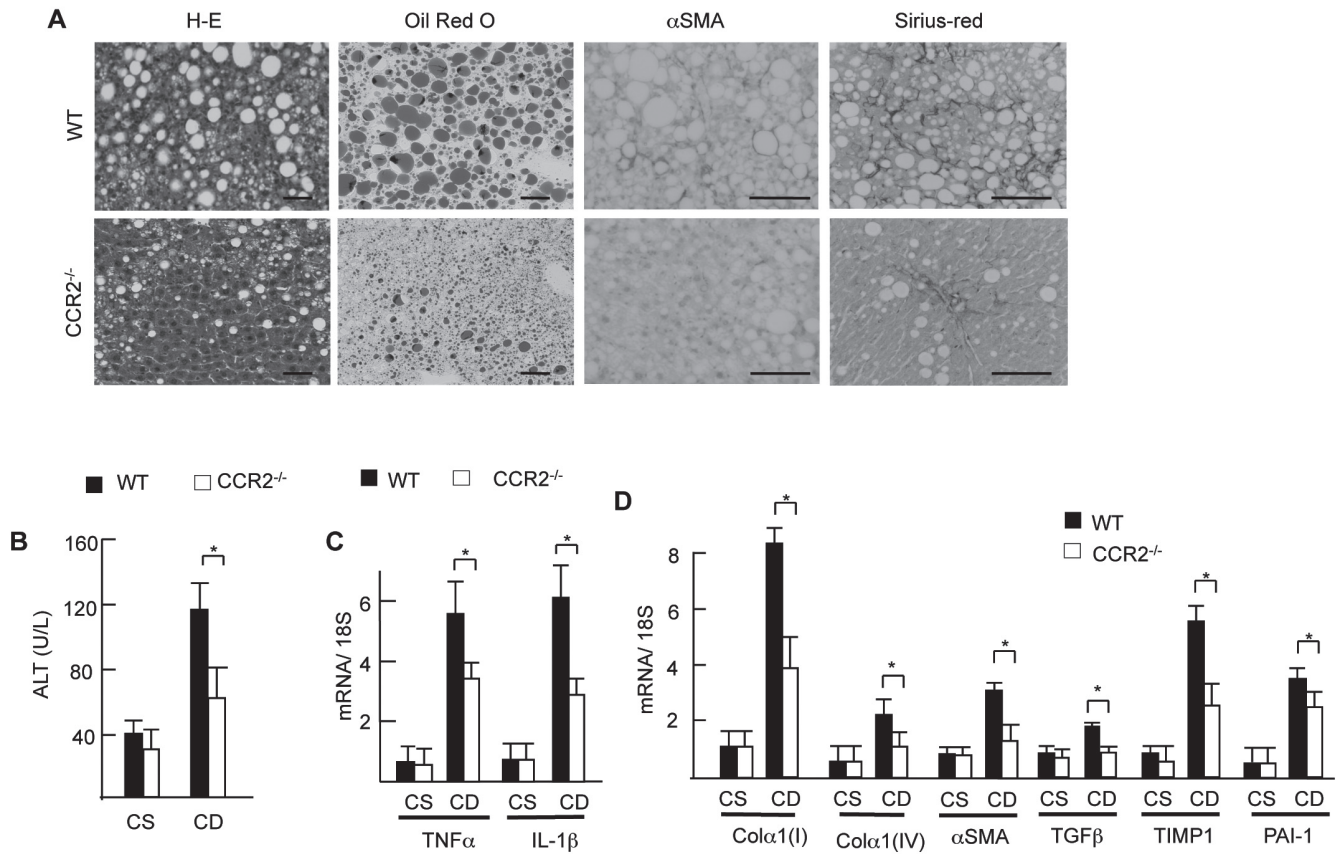 A
H-E Oil Red O αSMA Sirius-red
WT
CCR2-/-
WT CCR2-/- WT CCR2-/-
B
ALT (U/L)
160
120
80
40
*
CS CD
C
mRNA/ 18S
6
4
2
* *
CS CD CS CD
TNFα IL-1β
D
WT
CCR2-/-
mRNA/ 18S
8
6
4
2
* * * * * *
CS CD CS CD CS CD CS CD CS CD CS CD
Colα1(I) Colα1(IV) αSMA TGFβ TIMP1 PAI-1